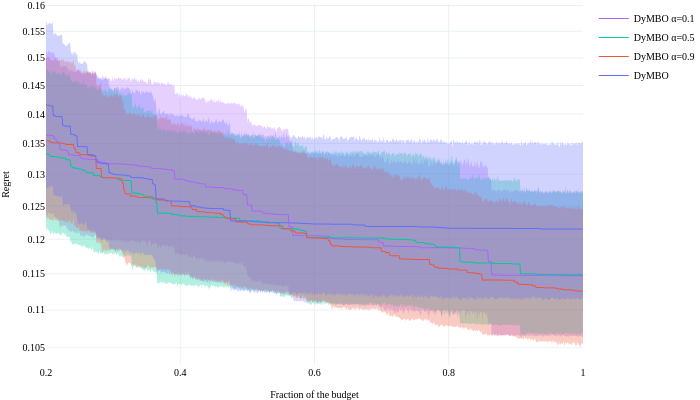 0.16
0.155
0.15
0.145
0.14
0.135
0.13
0.125
0.12
0.115
0.11
0.105
Regret
0.2
0.4
0.6
0.8
1
Fraction of the budget
DyMBO α=0.1
DyMBO α=0.5
DyMBO α=0.9
DyMBO